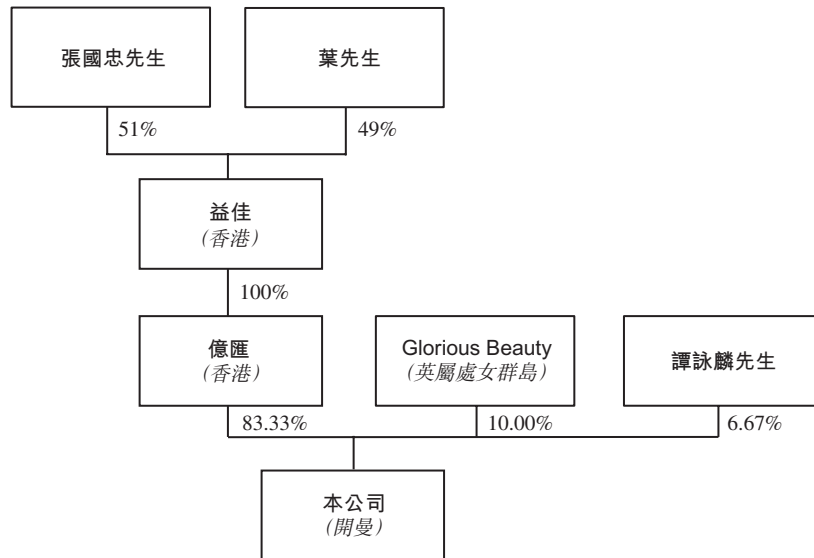 張國忠先生
葉先生
51%
49%
益佳
(香港)
100%
億匯
(香港)
Glorious Beauty
(英屬處女群島)
譚詠麟先生
83.33%
10.00%
6.67%
本公司
(開曼)